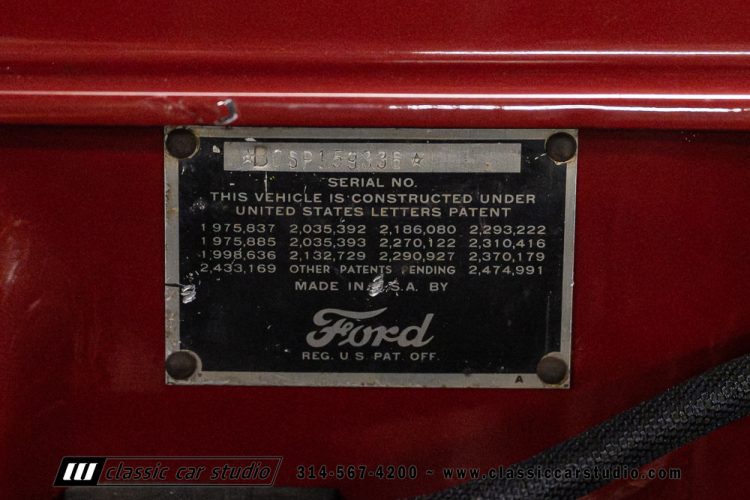 SERIAL NO.
THIS VEHICLE IS CONSTRUCTED UNDER
UNITED STATES LETTERS PATENT
1 975,837 2,035,392 2,186,080 2,293,222
1 975,885 2,035,393 2,270,122 2,310,416
1,998,636 2,132,729 2,290,927 2,370,179
2,433,169 OTHER PATENTS PENDING 2,474,991
MADE IN U.S.A. BY
Ford
REG. U S PAT. OFF.
A
classic car studio 314-567-4200 ~ www.classiccarstudio.com